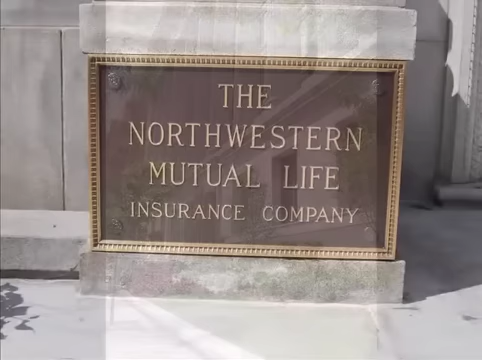 THE
NORTHWESTERN
MUTUAL LIFE
INSURANCE COMPANY